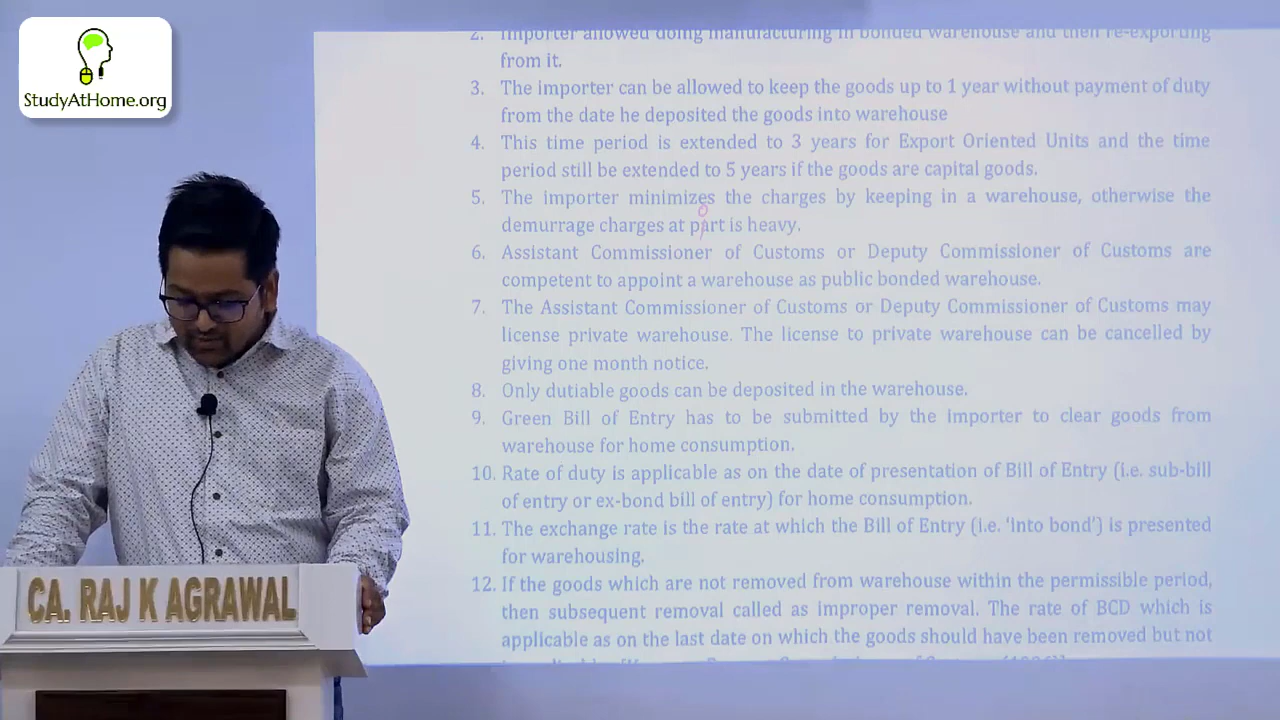 StudyAtHome.org
2. Importer allowed doing manufacturing in bonded warehouse and then re-exporting
from it.
3. The importer can be allowed to keep the goods up to 1 year without payment of duty
from the date he deposited the goods into warehouse
4. This time period is extended to 3 years for Export Oriented Units and the time
period still be extended to 5 years if the goods are capital goods.
5. The importer minimizes the charges by keeping in a warehouse, otherwise the
demurrage charges at part is heavy.
6. Assistant Commissioner of Customs or Deputy Commissioner of Customs are
competent to appoint a warehouse as public bonded warehouse.
7. The Assistant Commissioner of Customs or Deputy Commissioner of Customs may
license private warehouse. The license to private warehouse can be cancelled by
giving one month notice.
8. Only dutiable goods can be deposited in the warehouse.
9. Green Bill of Entry has to be submitted by the importer to clear goods from
warehouse for home consumption.
10. Rate of duty is applicable as on the date of presentation of Bill of Entry (i.e. sub-bill
of entry or ex-bond bill of entry) for home consumption.
11. The exchange rate is the rate at which the Bill of Entry (i.e. 'into bond') is presented
for warehousing.
12. If the goods which are not removed from warehouse within the permissible period,
then subsequent removal called as improper removal. The rate of BCD which is
applicable as on the last date on which the goods should have been removed but not
CA. RAJ K AGRAWAL